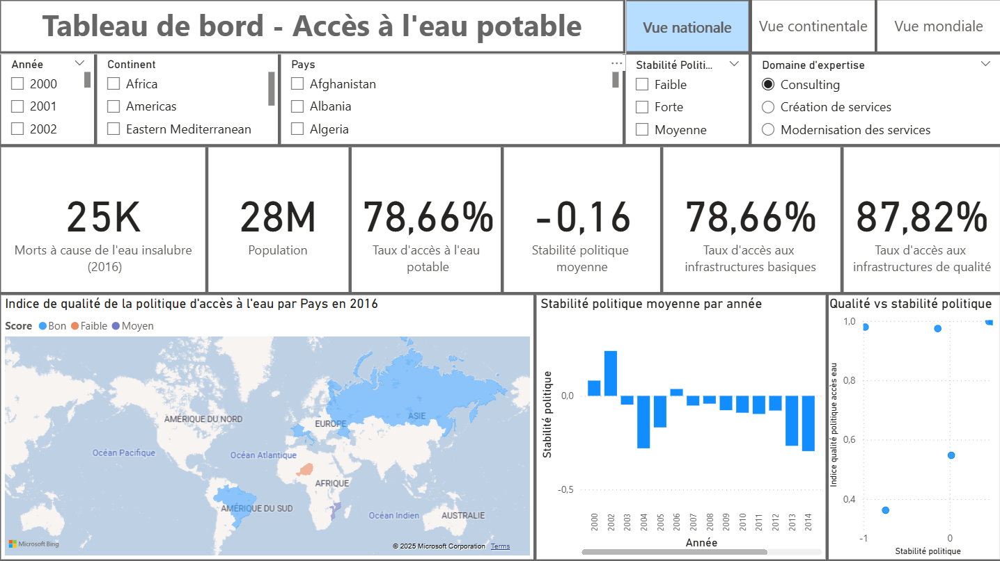 Tableau de bord - Accès à l'eau potable
Vue nationale
Vue continentale
Vue mondiale
Année
2000
2001
2002
Continent
Africa
Americas
Eastern Mediterranean
Pays
Afghanistan
Albania
Algeria
Stabilité Politi...
Faible
Forte
Moyenne
Domaine d'expertise
Consulting
Création de services
Modernisation des services
25K
Morts à cause de l'eau insalubre
(2016)
28M
Population
78,66%
Taux d'accès à l'eau
potable
-0,16
Stabilité politique
moyenne
78,66%
Taux d'accès aux
infrastructures basiques
87,82%
Taux d'accès aux
infrastructures de qualité
Indice de qualité de la politique d'accès à l'eau par Pays en 2016
Score Bon Faible Moyen
AMÉRIQUE DU NORD
EUROPE
ASIE
Océan Pacifique
Océan Atlantique
AFRIQUE
AMÉRIQUE DU SUD
Océan Indien
AUSTRALIE
Microsoft Bing
© 2025 Microsoft Corporation Terms
Stabilité politique moyenne par année
Stabilité politique
0,0
-0,5
2000 2002 2003 2004 2005 2006 2007 2008 2009 2010 2011 2012 2013 2014
Année
Qualité vs stabilité politique
Indice qualité politique accès eau
1,0
0,8
0,6
0,4
-1 0
Stabilité politique